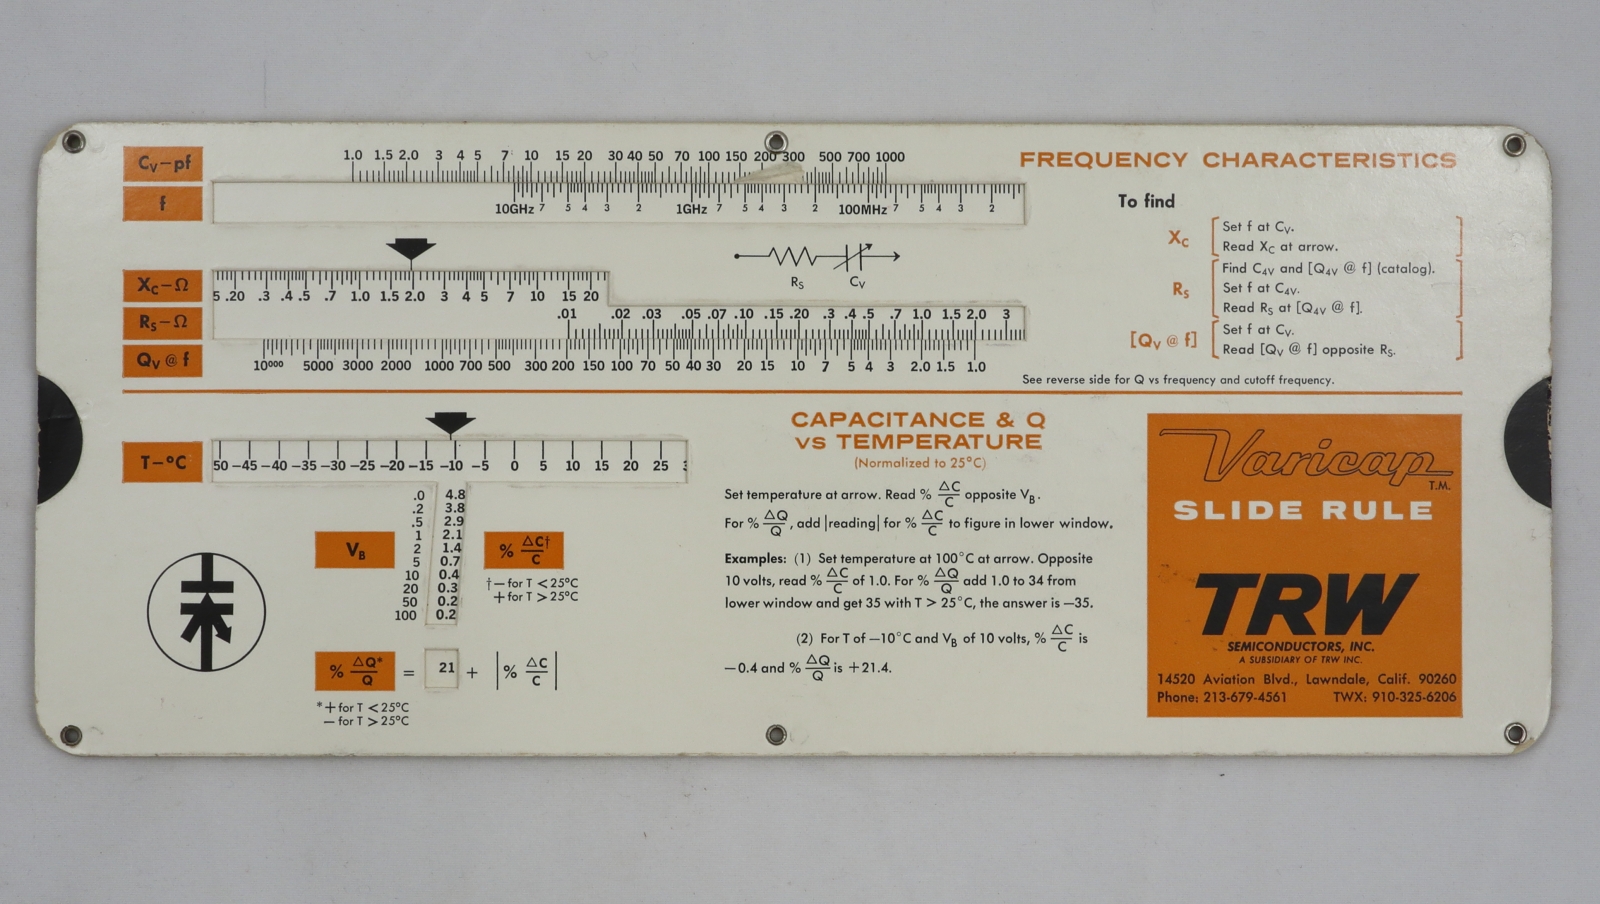 Cv–pf
1.0 1.5 2.0 3 4 5 7 10 15 20 30 40 50 70 100 150 200 300 500 700 1000
f
10GHz 7 5 4 3 2 1GHz 7 5 4 3 2 100MHz 7 5 4 3 2
FREQUENCY CHARACTERISTICS
To find
Xc
Set f at Cv.
Read Xc at arrow.
Rs
Find C4V and [Q4V @ f] (catalog).
Set f at C4V.
Read Rs at [Q4V @ f].
[Qv @ f]
Set f at Cv.
Read [Qv @ f] opposite Rs.
See reverse side for Q vs frequency and cutoff frequency.
Rs Cv
Xc–Ω
5 .20 .3 .4 .5 .7 1.0 1.5 2.0 3 4 5 7 10 15 20
Rs–Ω
.01 .02 .03 .05 .07 .10 .15 .20 .3 .4 .5 .7 1.0 1.5 2.0 3
Qv @ f
10000 5000 3000 2000 1000 700 500 300 200 150 100 70 50 40 30 20 15 10 7 5 4 3 2.0 1.5 1.0
T–°C
50 –45 –40 –35 –30 –25 –20 –15 –10 –5 0 5 10 15 20 25
.0 4.8
.2 3.8
.5 2.9
1 2.1
2 1.4
5 0.7
10 0.4
20 0.3
50 0.2
100 0.2
VB
% ΔC†/C
†– for T < 25°C
+ for T > 25°C
% ΔQ*/Q = 21 + |% ΔC/C|
*+ for T < 25°C
– for T > 25°C
CAPACITANCE & Q
vs TEMPERATURE
(Normalized to 25°C)
Set temperature at arrow. Read % ΔC/C opposite VB.
For % ΔQ/Q, add |reading| for % ΔC/C to figure in lower window.
Examples: (1) Set temperature at 100°C at arrow. Opposite
10 volts, read % ΔC/C of 1.0. For % ΔQ/Q add 1.0 to 34 from
lower window and get 35 with T > 25°C, the answer is –35.
(2) For T of –10°C and VB of 10 volts, % ΔC/C is
–0.4 and % ΔQ/Q is +21.4.
Varicap
T.M.
SLIDE RULE
TRW
SEMICONDUCTORS, INC.
A SUBSIDIARY OF TRW INC.
14520 Aviation Blvd., Lawndale, Calif. 90260
Phone: 213-679-4561 TWX: 910-325-6206